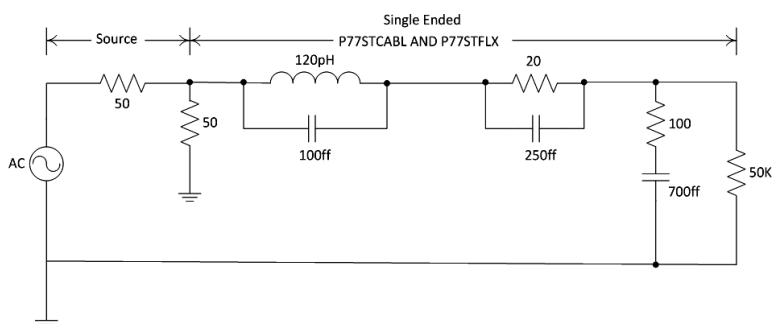 Single Ended
Source
P77STCABL AND P77STFLX
120pH
20
50
50
100
AC
100ff
250ff
50K
700ff